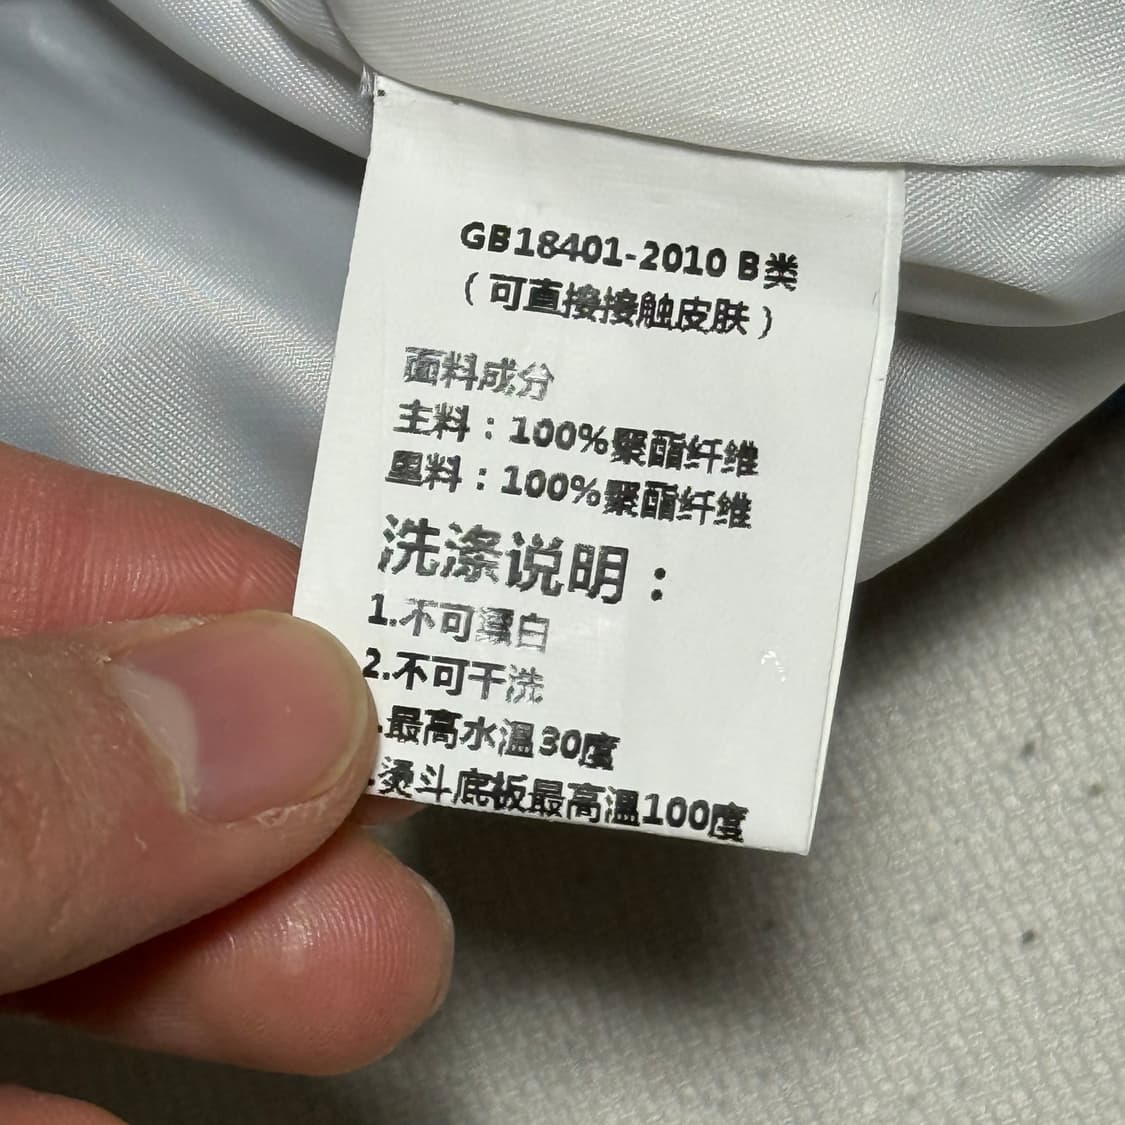 GB18401-2010 B类
（可直接接触皮肤）
面料成分
主料：100%聚酯纤维
里料：100%聚酯纤维
洗涤说明：
1.不可漂白
2.不可干洗
.最高水温30度
.烫斗底板最高温100度